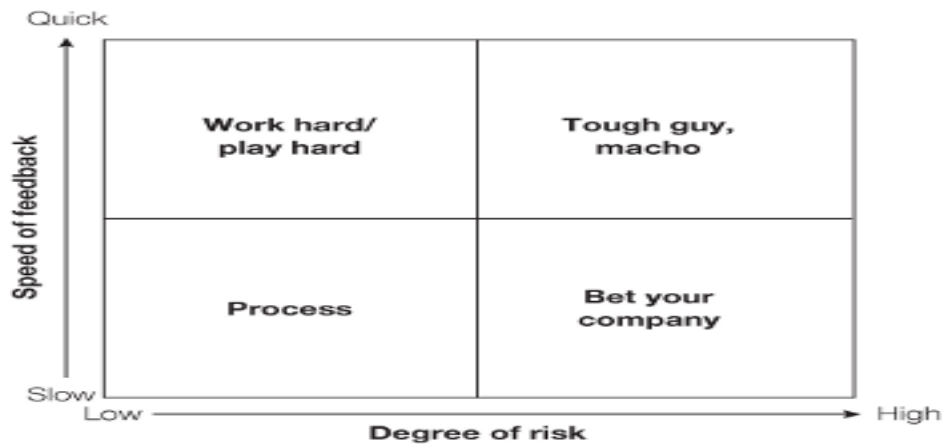 Quick
Work hard/
play hard
Tough guy,
macho
Speed of feedback
Process
Bet your
company
Slow
Low
High
Degree of risk